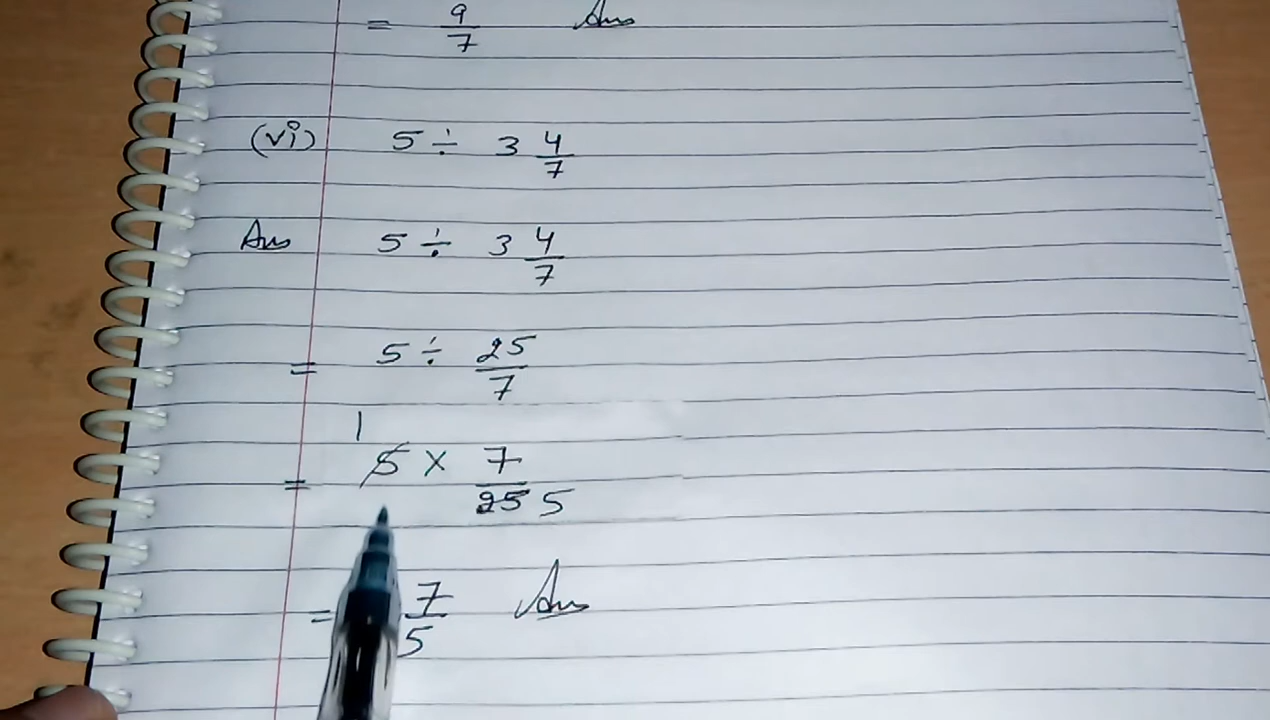 = 9/7 Ans
(vi) 5 ÷ 3 4/7
Ans 5 ÷ 3 4/7
= 5 ÷ 25/7
1
= 5 × 7/25 5
= 7/5 Ans